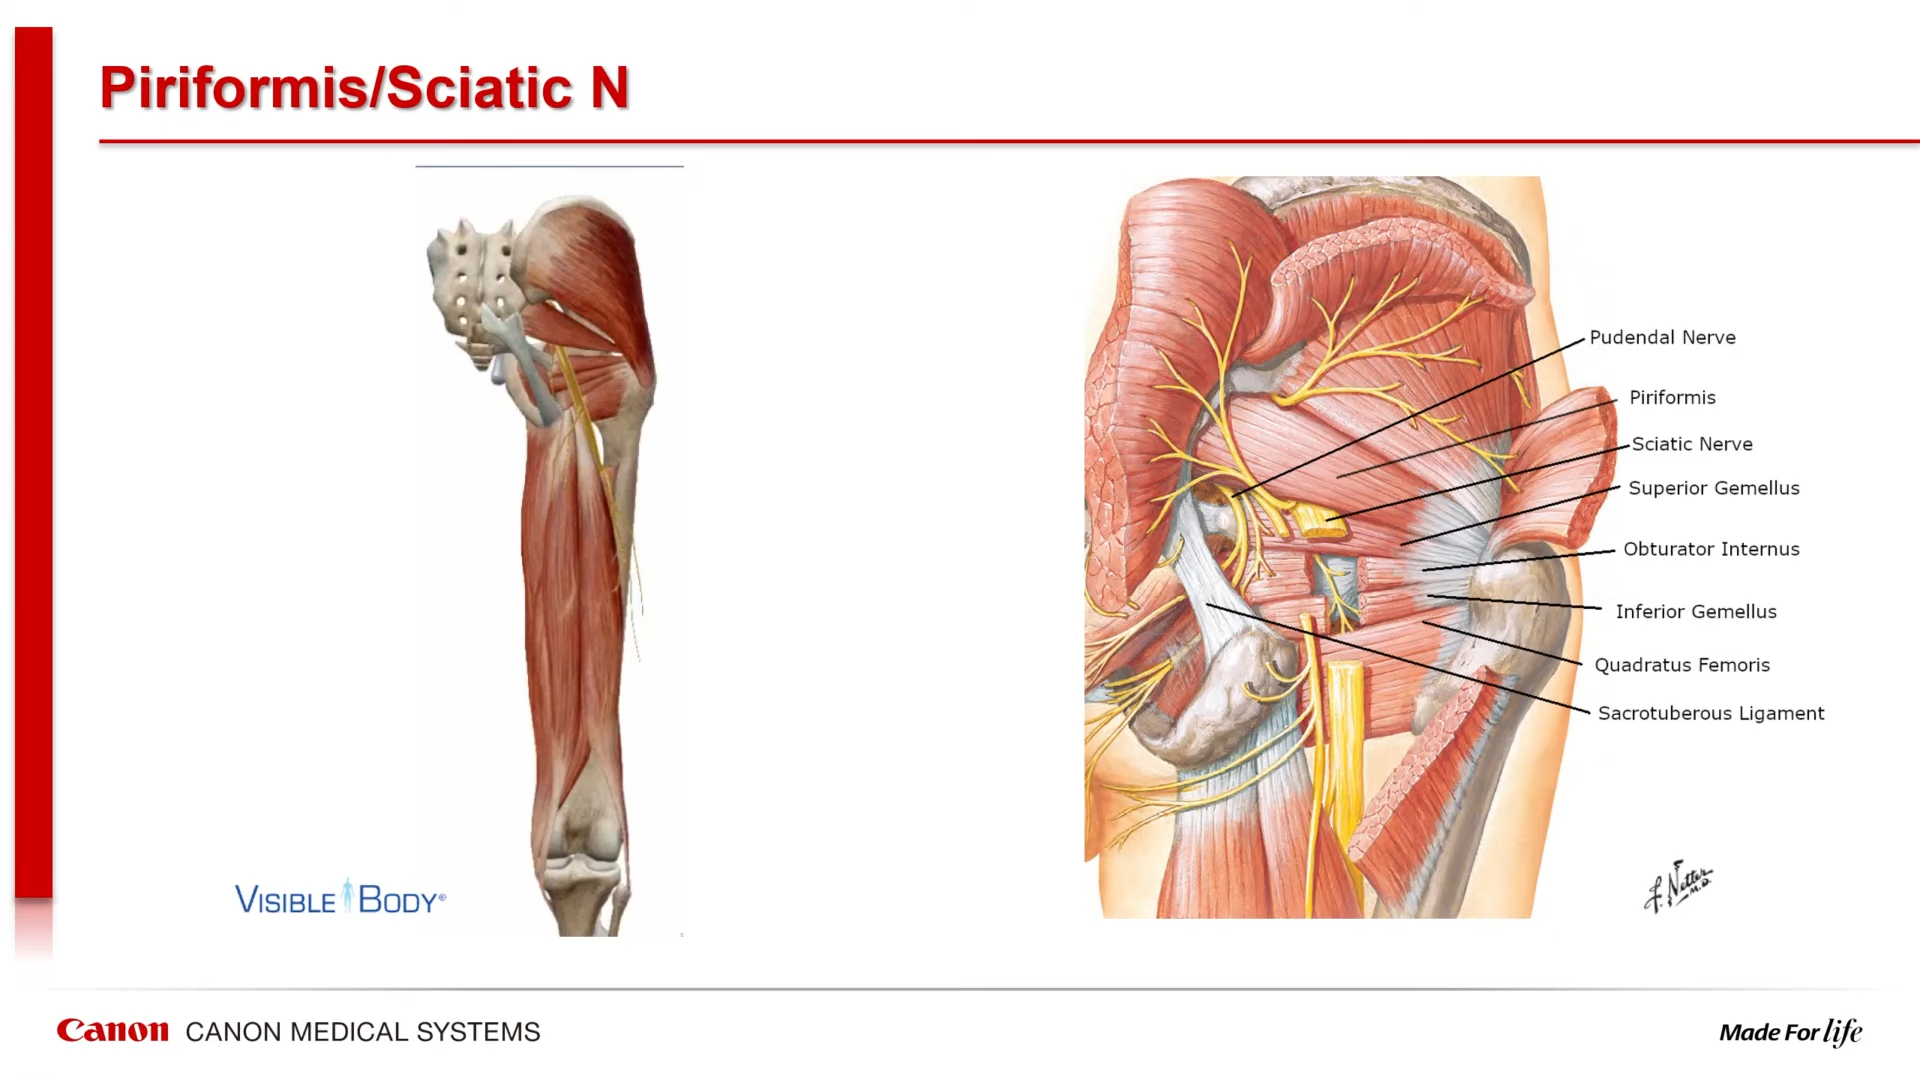 Piriformis/Sciatic N
Pudendal Nerve
Piriformis
Sciatic Nerve
Superior Gemellus
Obturator Internus
Inferior Gemellus
Quadratus Femoris
Sacrotuberous Ligament
VISIBLE BODY®
F. Netter M.D.
Canon CANON MEDICAL SYSTEMS
Made For life